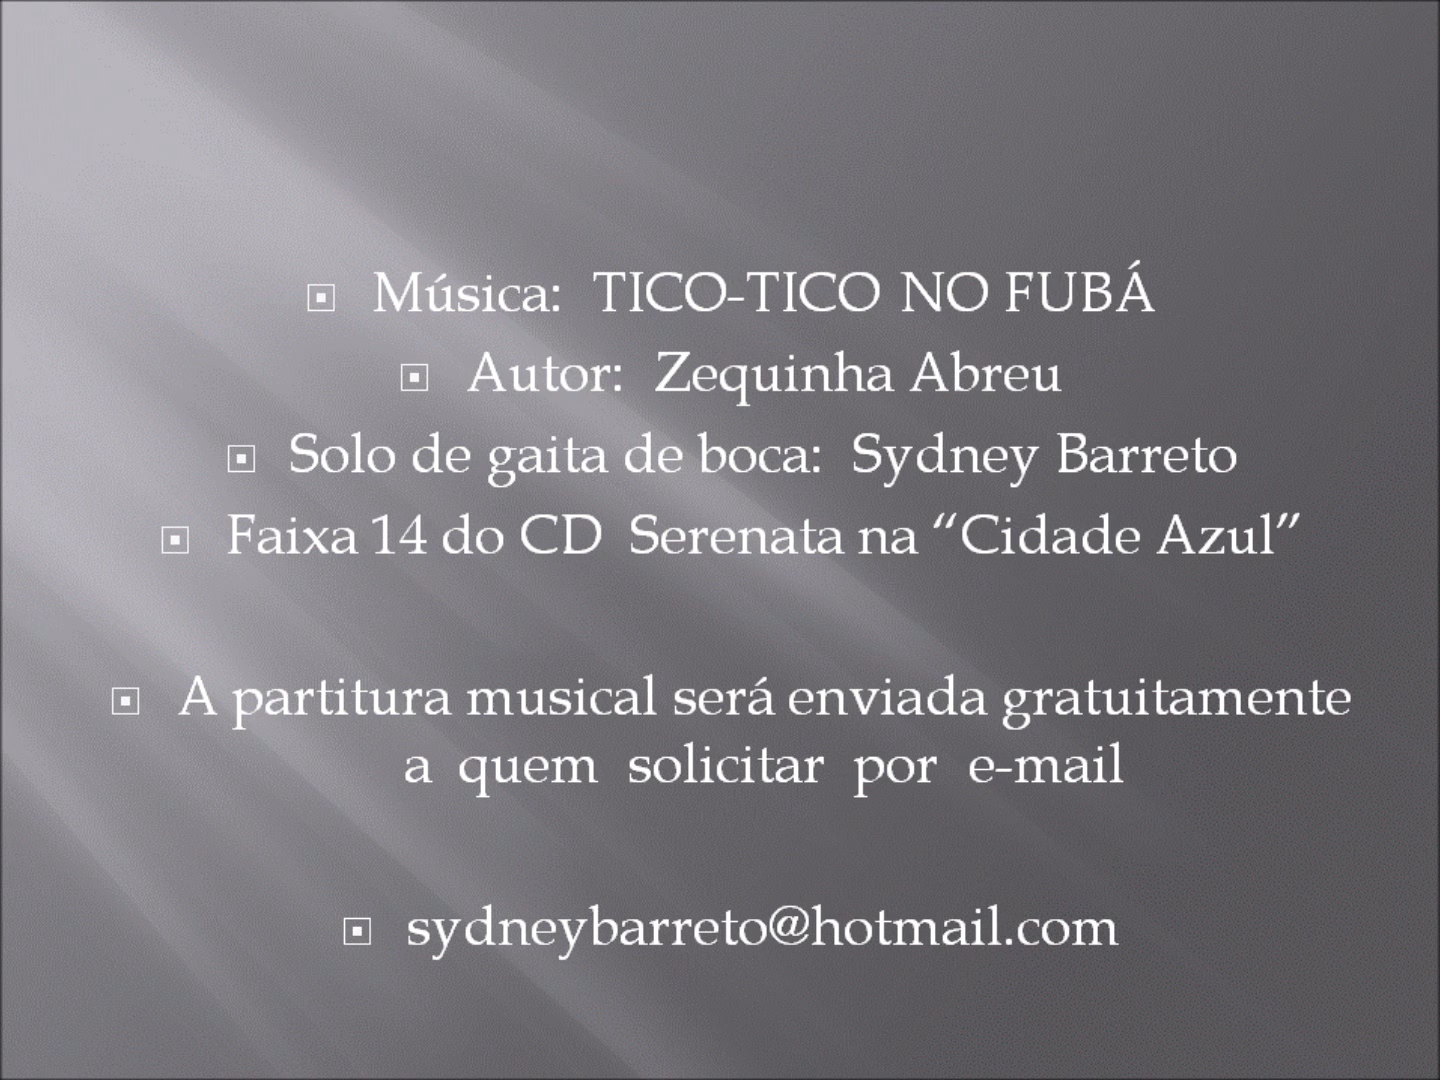 Música: TICO-TICO NO FUBÁ
Autor: Zequinha Abreu
Solo de gaita de boca: Sydney Barreto
Faixa 14 do CD Serenata na “Cidade Azul”
A partitura musical será enviada gratuitamente
a quem solicitar por e-mail
sydneybarreto@hotmail.com